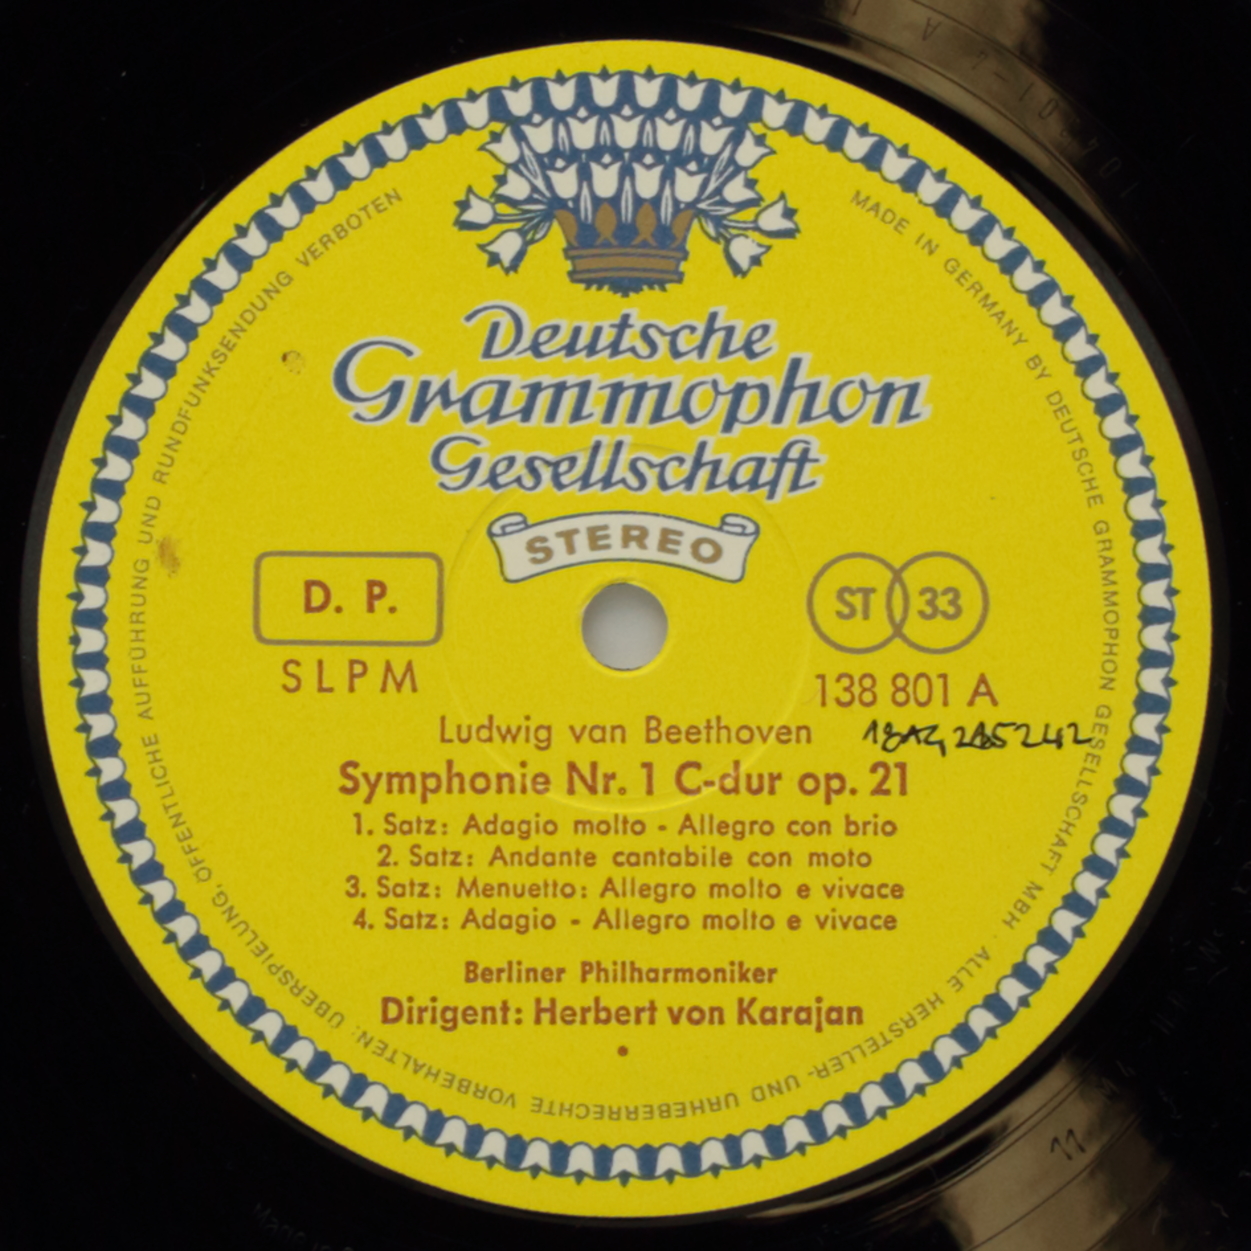 MADE IN GERMANY BY DEUTSCHE GRAMMOPHON GESELLSCHAFT MBH · ALLE HERSTELLER- UND URHEBERRECHTE VORBEHALTEN: ÜBERSPIELUNG, ÖFFENTLICHE AUFFÜHRUNG UND RUNDFUNKSENDUNG VERBOTEN
Deutsche
Grammophon
Gesellschaft
STEREO
D. P.
ST 33
SLPM
138 801 A
Ludwig van Beethoven
Symphonie Nr. 1 C-dur op. 21
1. Satz: Adagio molto - Allegro con brio
2. Satz: Andante cantabile con moto
3. Satz: Menuetto: Allegro molto e vivace
4. Satz: Adagio - Allegro molto e vivace
Berliner Philharmoniker
Dirigent: Herbert von Karajan
11